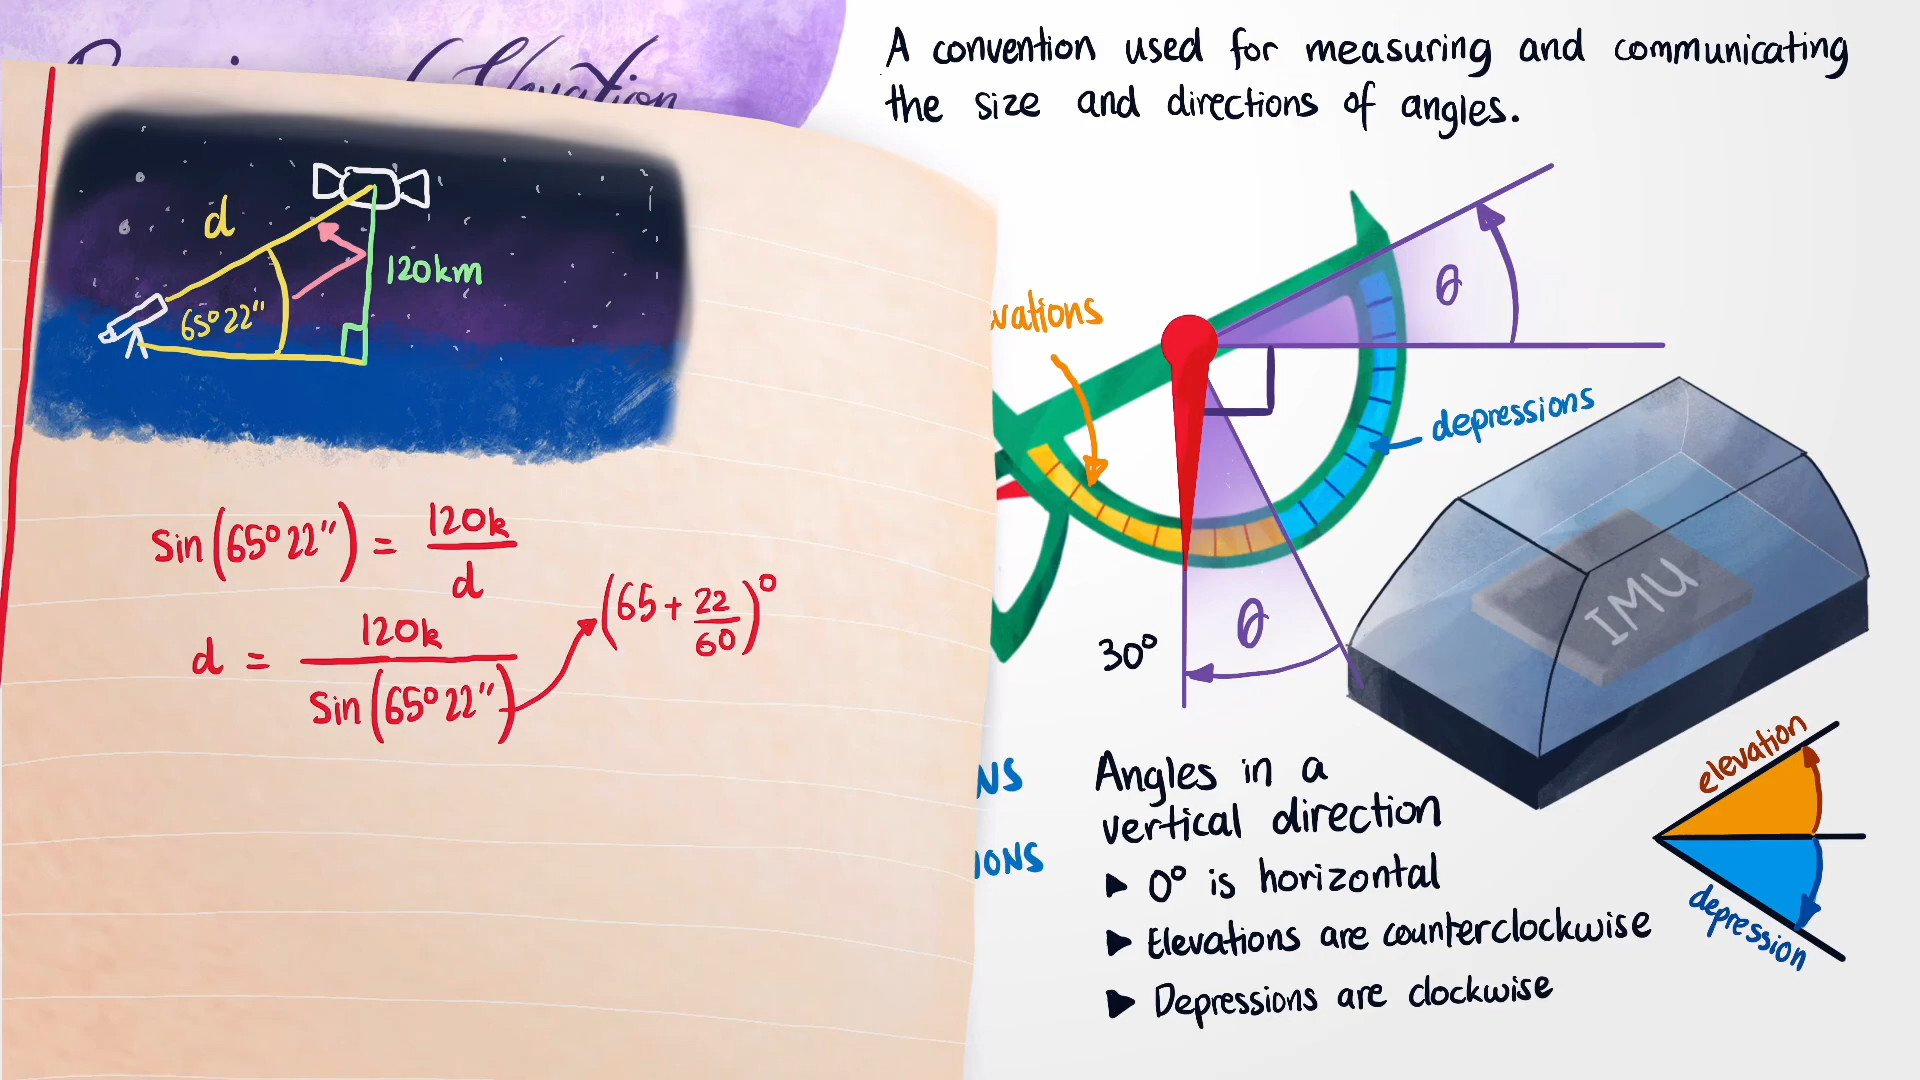 A convention used for measuring and communicating
the size and directions of angles.
d
120km
65°22"
Sin(65°22") = 120k
d
d = 120k
Sin(65°22")
(65 + 22
60)°
vations
θ
depressions
θ
30°
IMU
NS
IONS
Angles in a
vertical direction
► 0° is horizontal
► Elevations are counterclockwise
► Depressions are clockwise
elevation
depression